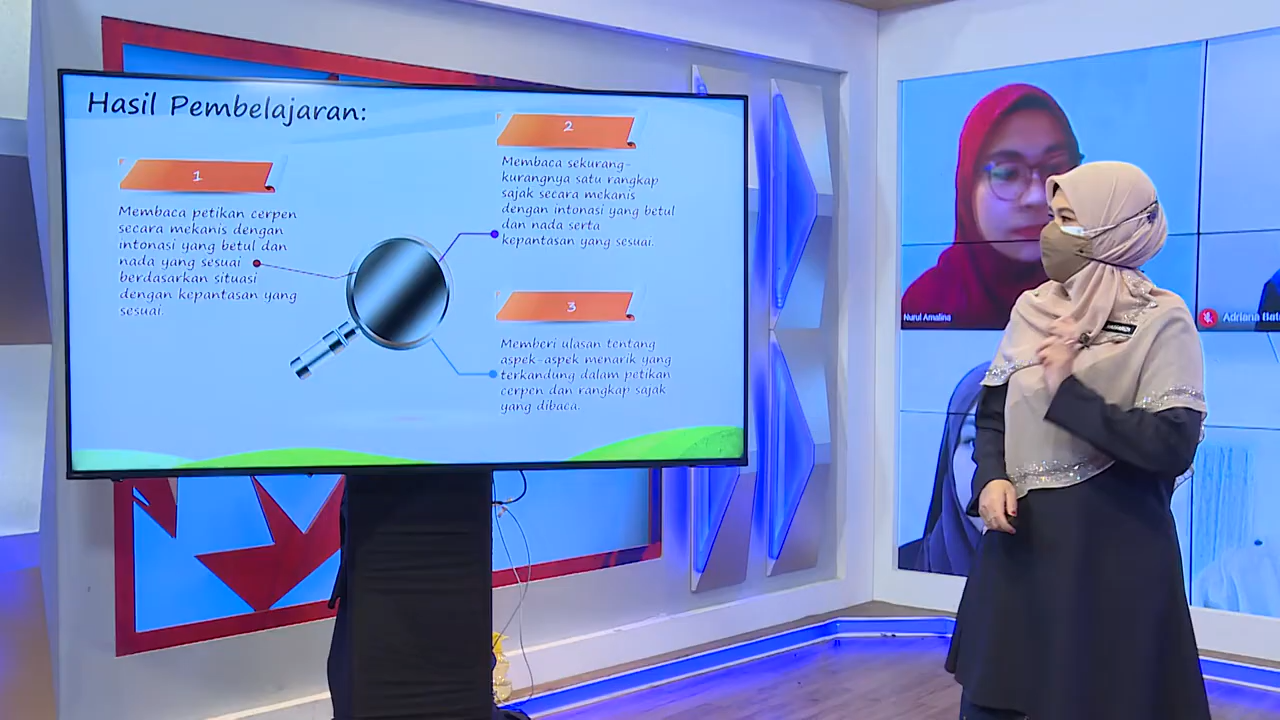 Hasil Pembelajaran:
1
Membaca petikan cerpen
secara mekanis dengan
intonasi yang betul dan
nada yang sesuai
berdasarkan situasi
dengan kepantasan yang
sesuai.
2
Membaca sekurang-
kurangnya satu rangkap
sajak secara mekanis
dengan intonasi yang betul
dan nada serta
kepantasan yang sesuai.
3
Memberi ulasan tentang
aspek-aspek menarik yang
terkandung dalam petikan
cerpen dan rangkap sajak
yang dibaca.
Nurul Amalina
Adriana